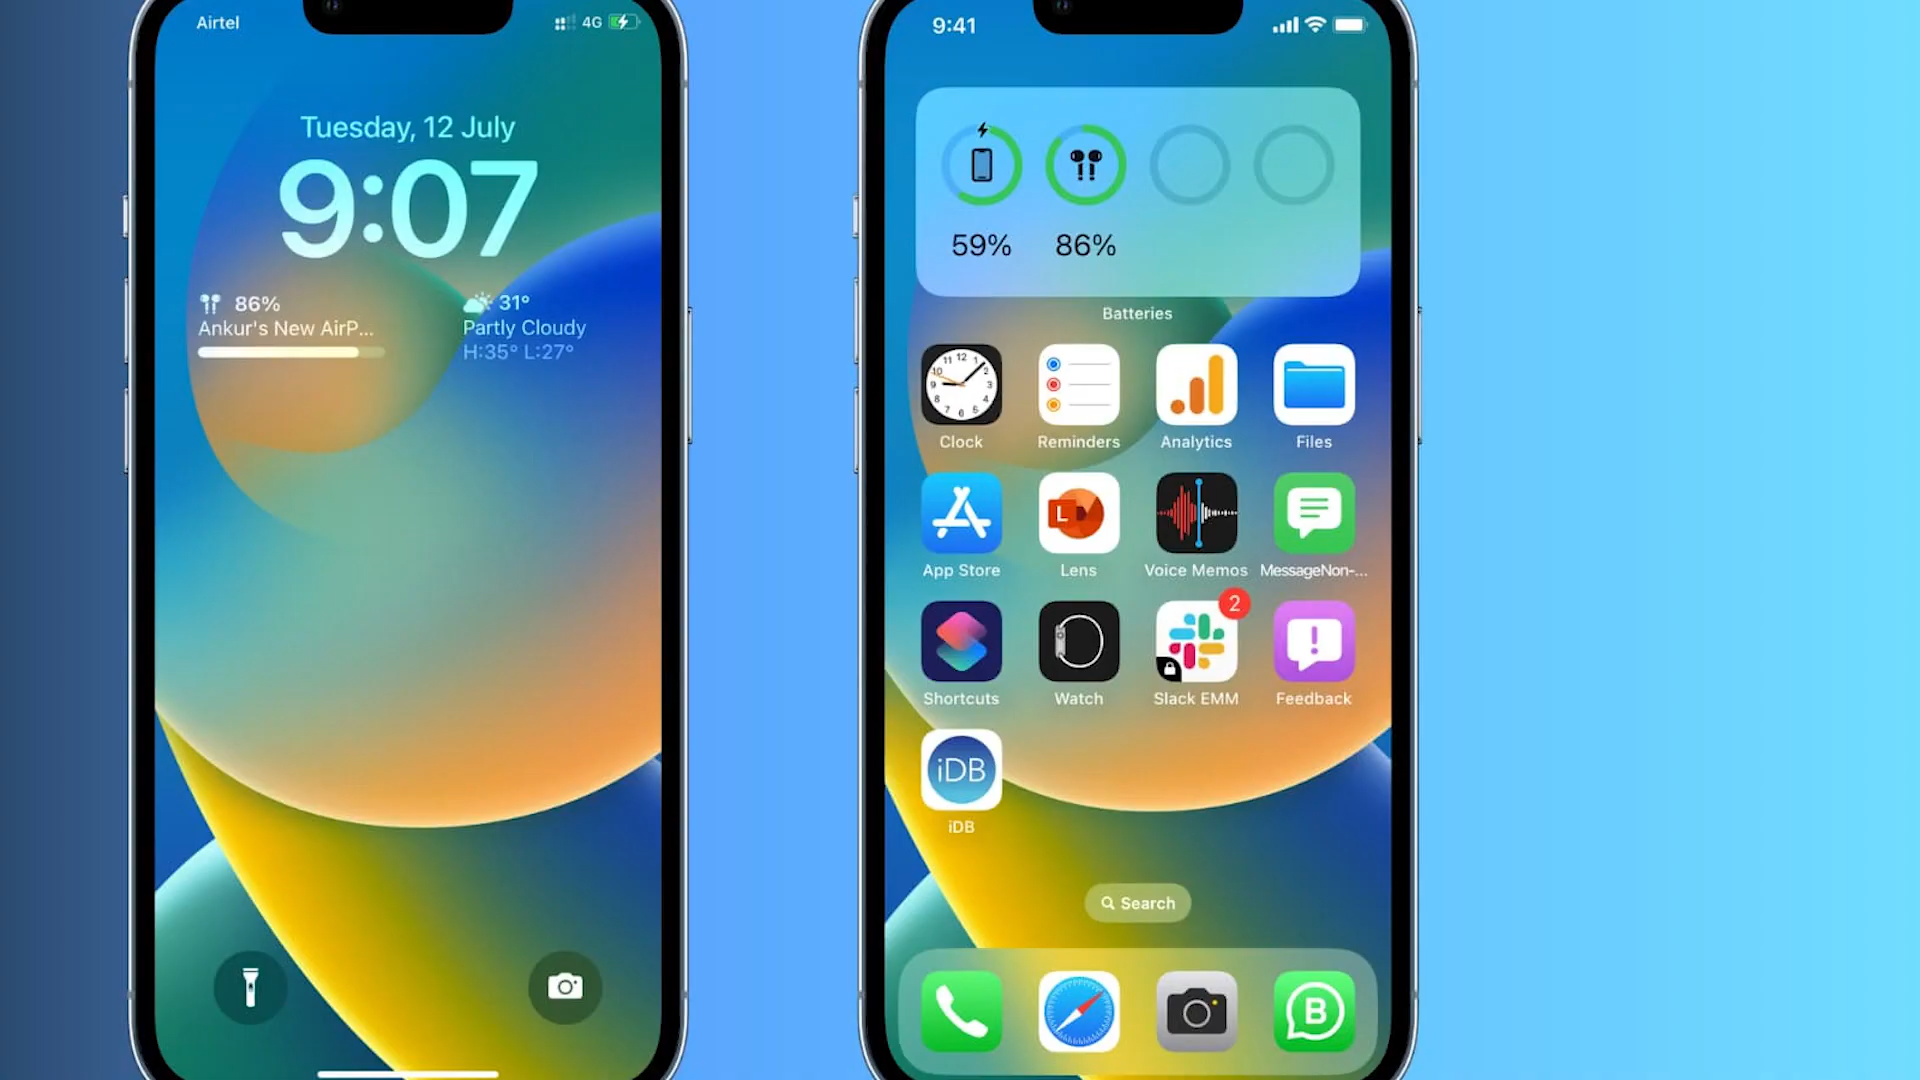 Airtel
4G
Tuesday, 12 July
9:07
86%
Ankur's New AirP...
31°
Partly Cloudy
H:35° L:27°
9:41
59%
86%
Batteries
Clock
Reminders
Analytics
Files
L
App Store
Lens
Voice Memos
MessageNon-...
2
Shortcuts
Watch
Slack EMM
Feedback
iDB
iDB
Search
B